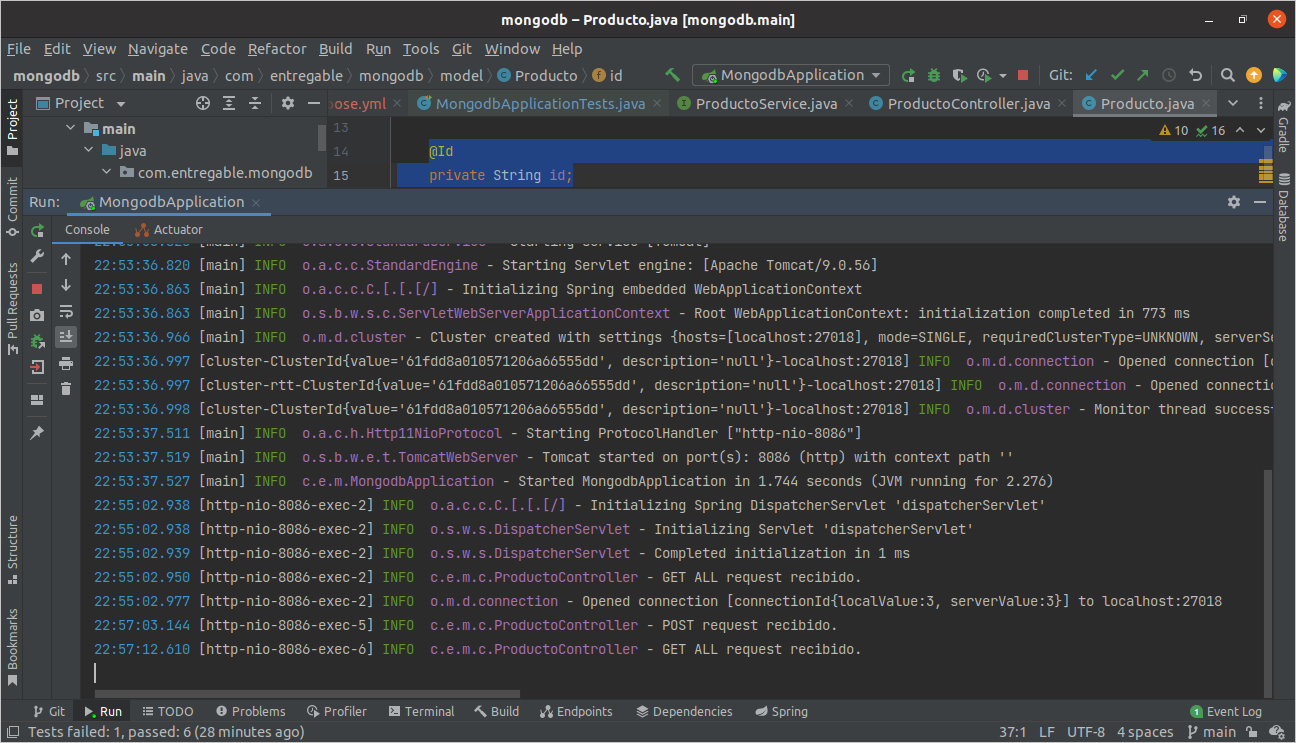 mongodb – Producto.java [mongodb.main]
File Edit View Navigate Code Refactor Build Run Tools Git Window Help
mongodb src main java com entregable mongodb model Producto id MongodbApplication Git:
Project ose.yml MongodbApplicationTests.java ProductoService.java ProductoController.java Producto.java
main
java
com.entregable.mongodb
13
14 @Id
15 private String id;
10 16
Run: MongodbApplication
Console Actuator
22:53:36.820 [main] INFO o.a.c.c.StandardEngine - Starting Servlet engine: [Apache Tomcat/9.0.56]
22:53:36.863 [main] INFO o.a.c.c.C.[.[.[/] - Initializing Spring embedded WebApplicationContext
22:53:36.863 [main] INFO o.s.b.w.s.c.ServletWebServerApplicationContext - Root WebApplicationContext: initialization completed in 773 ms
22:53:36.966 [main] INFO o.m.d.cluster - Cluster created with settings {hosts=[localhost:27018], mode=SINGLE, requiredClusterType=UNKNOWN, serverSe
22:53:36.997 [cluster-ClusterId{value='61fdd8a010571206a66555dd', description='null'}-localhost:27018] INFO o.m.d.connection - Opened connection [c
22:53:36.997 [cluster-rtt-ClusterId{value='61fdd8a010571206a66555dd', description='null'}-localhost:27018] INFO o.m.d.connection - Opened connectio
22:53:36.998 [cluster-ClusterId{value='61fdd8a010571206a66555dd', description='null'}-localhost:27018] INFO o.m.d.cluster - Monitor thread success
22:53:37.511 [main] INFO o.a.c.h.Http11NioProtocol - Starting ProtocolHandler ["http-nio-8086"]
22:53:37.519 [main] INFO o.s.b.w.e.t.TomcatWebServer - Tomcat started on port(s): 8086 (http) with context path ''
22:53:37.527 [main] INFO c.e.m.MongodbApplication - Started MongodbApplication in 1.744 seconds (JVM running for 2.276)
22:55:02.938 [http-nio-8086-exec-2] INFO o.a.c.c.C.[.[.[/] - Initializing Spring DispatcherServlet 'dispatcherServlet'
22:55:02.938 [http-nio-8086-exec-2] INFO o.s.w.s.DispatcherServlet - Initializing Servlet 'dispatcherServlet'
22:55:02.939 [http-nio-8086-exec-2] INFO o.s.w.s.DispatcherServlet - Completed initialization in 1 ms
22:55:02.950 [http-nio-8086-exec-2] INFO c.e.m.c.ProductoController - GET ALL request recibido.
22:55:02.977 [http-nio-8086-exec-2] INFO o.m.d.connection - Opened connection [connectionId{localValue:3, serverValue:3}] to localhost:27018
22:57:03.144 [http-nio-8086-exec-5] INFO c.e.m.c.ProductoController - POST request recibido.
22:57:12.610 [http-nio-8086-exec-6] INFO c.e.m.c.ProductoController - GET ALL request recibido.
Project
Commit
Pull Requests
Structure
Bookmarks
Gradle
Database
Git Run TODO Problems Profiler Terminal Build Endpoints Dependencies Spring 1 Event Log
Tests failed: 1, passed: 6 (28 minutes ago) 37:1 LF UTF-8 4 spaces main